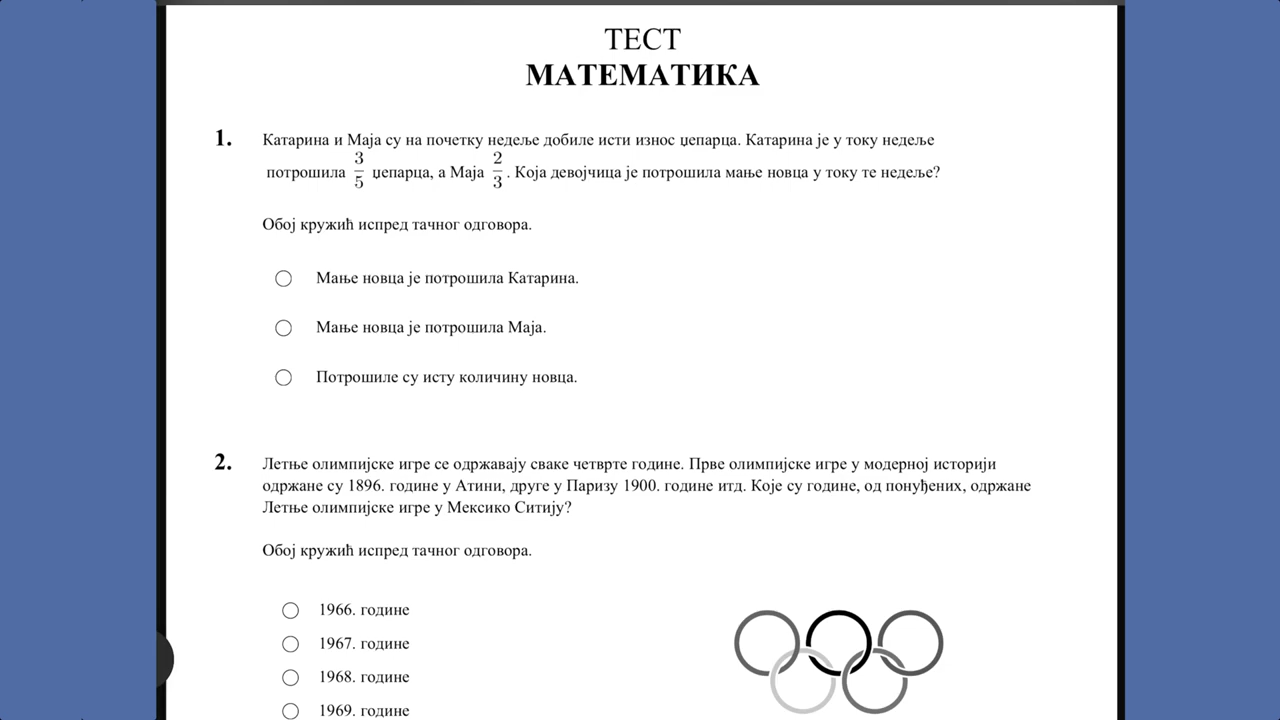 ТЕСТ
МАТЕМАТИКА
1. Катарина и Маја су на почетку недеље добиле исти износ џепарца. Катарина је у току недеље
потрошила 3/5 џепарца, а Маја 2/3. Која девојчица је потрошила мање новца у току те недеље?
Обој кружић испред тачног одговора.
Мање новца је потрошила Катарина.
Мање новца је потрошила Маја.
Потрошиле су исту количину новца.
2. Летње олимпијске игре се одржавају сваке четврте године. Прве олимпијске игре у модерној историји
одржане су 1896. године у Атини, друге у Паризу 1900. године итд. Које су године, од понуђених, одржане
Летње олимпијске игре у Мексико Ситију?
Обој кружић испред тачног одговора.
1966. године
1967. године
1968. године
1969. године